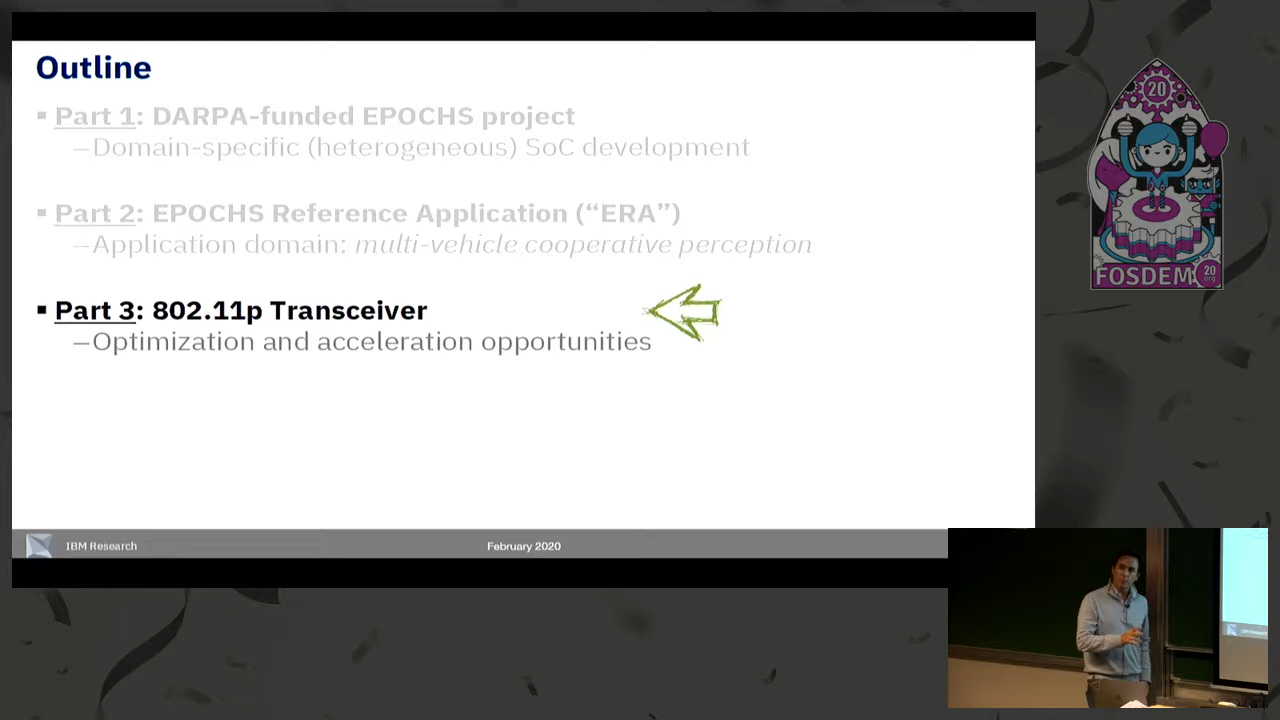 Outline
▪ Part 1: DARPA-funded EPOCHS project
–Domain-specific (heterogeneous) SoC development
▪ Part 2: EPOCHS Reference Application (“ERA”)
–Application domain: multi-vehicle cooperative perception
▪ Part 3: 802.11p Transceiver
–Optimization and acceleration opportunities
IBM Research
February 2020
20
FOSDEM
20
.org